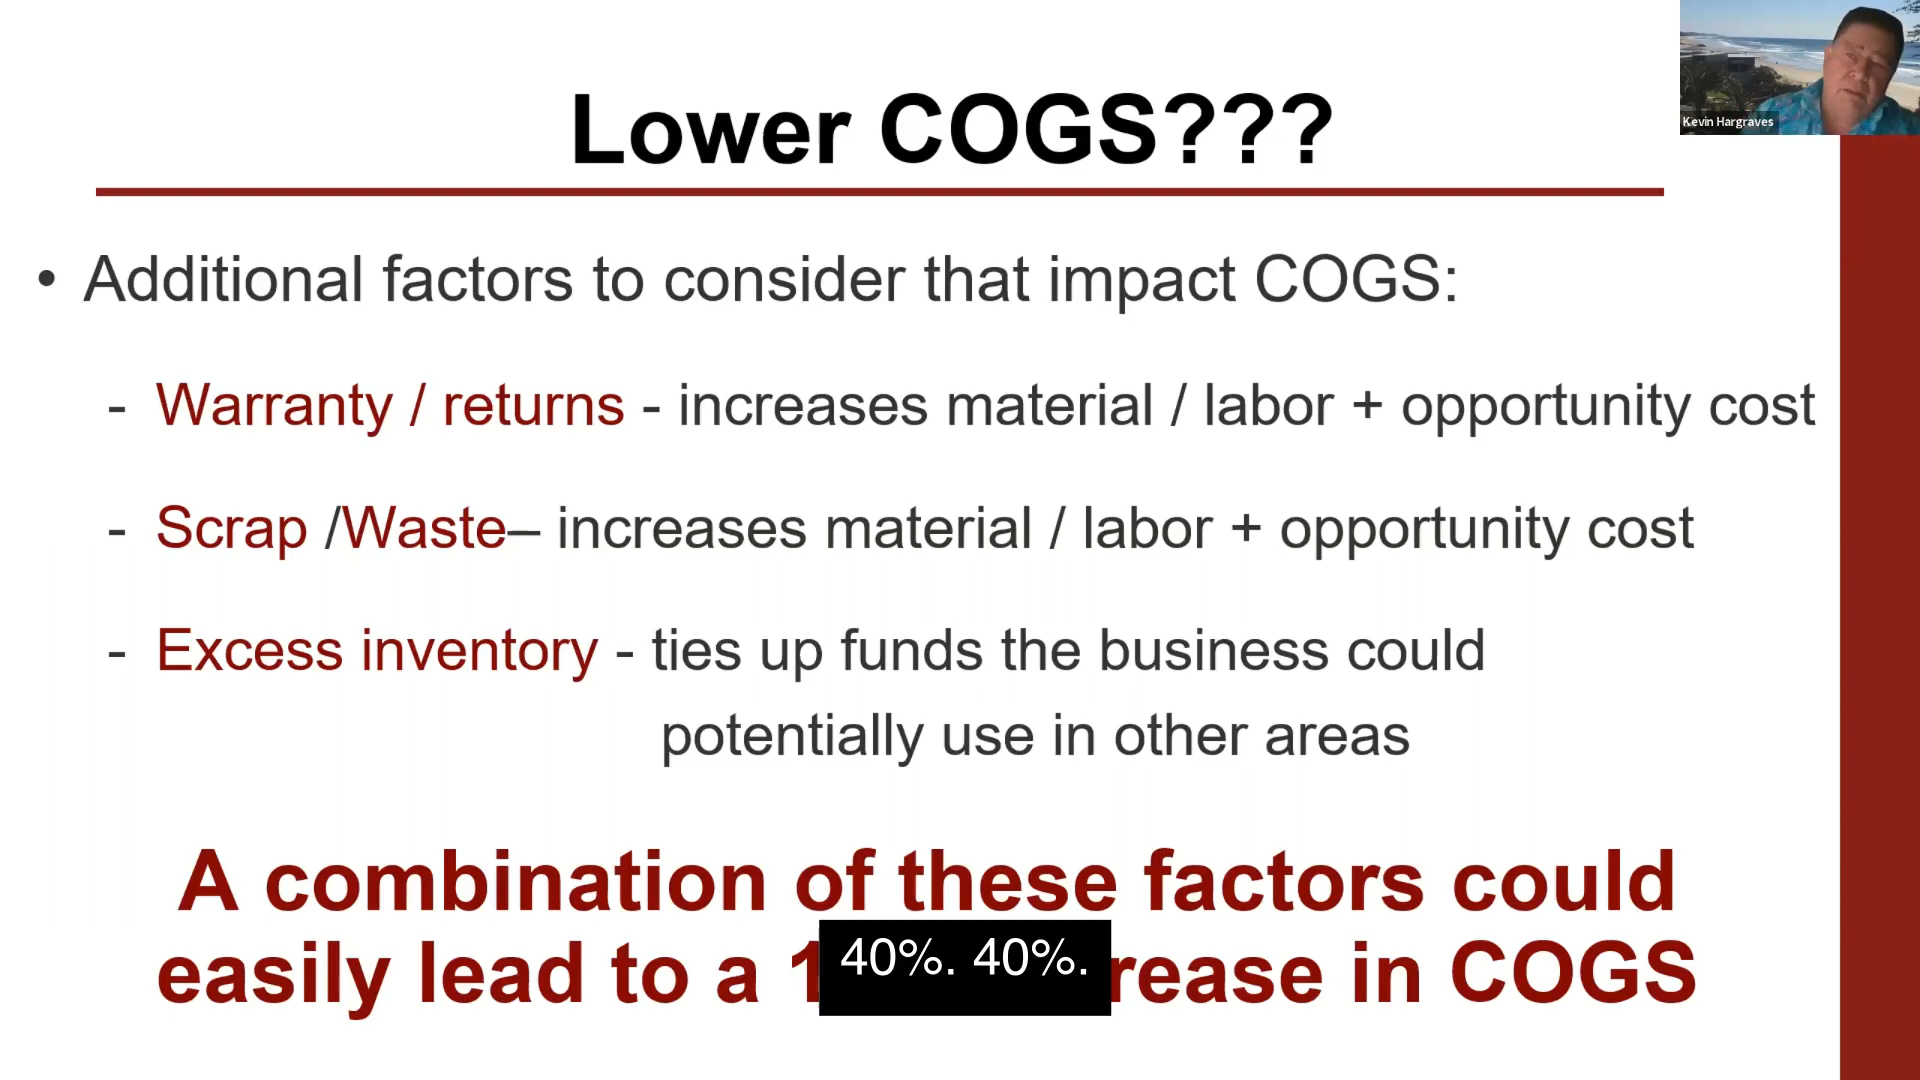 Kevin Hargraves
Lower COGS???
• Additional factors to consider that impact COGS:
- Warranty / returns - increases material / labor + opportunity cost
- Scrap /Waste– increases material / labor + opportunity cost
- Excess inventory - ties up funds the business could
potentially use in other areas
A combination of these factors could
easily lead to a rease in COGS
40%. 40%.